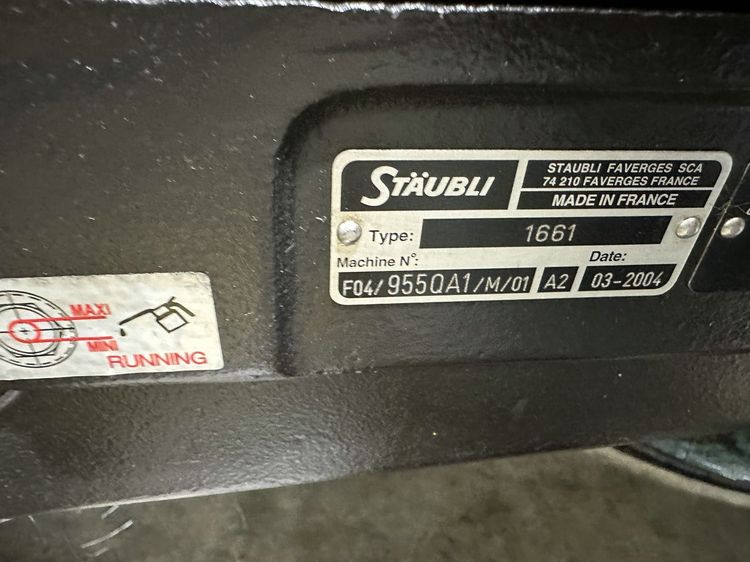 STÄUBLI
STAUBLI FAVERGES SCA
74 210 FAVERGES FRANCE
MADE IN FRANCE
Type: 1661
Machine N°:
Date:
F04/955QA1/M/01 A2 03-2004
MAXI
MINI
RUNNING